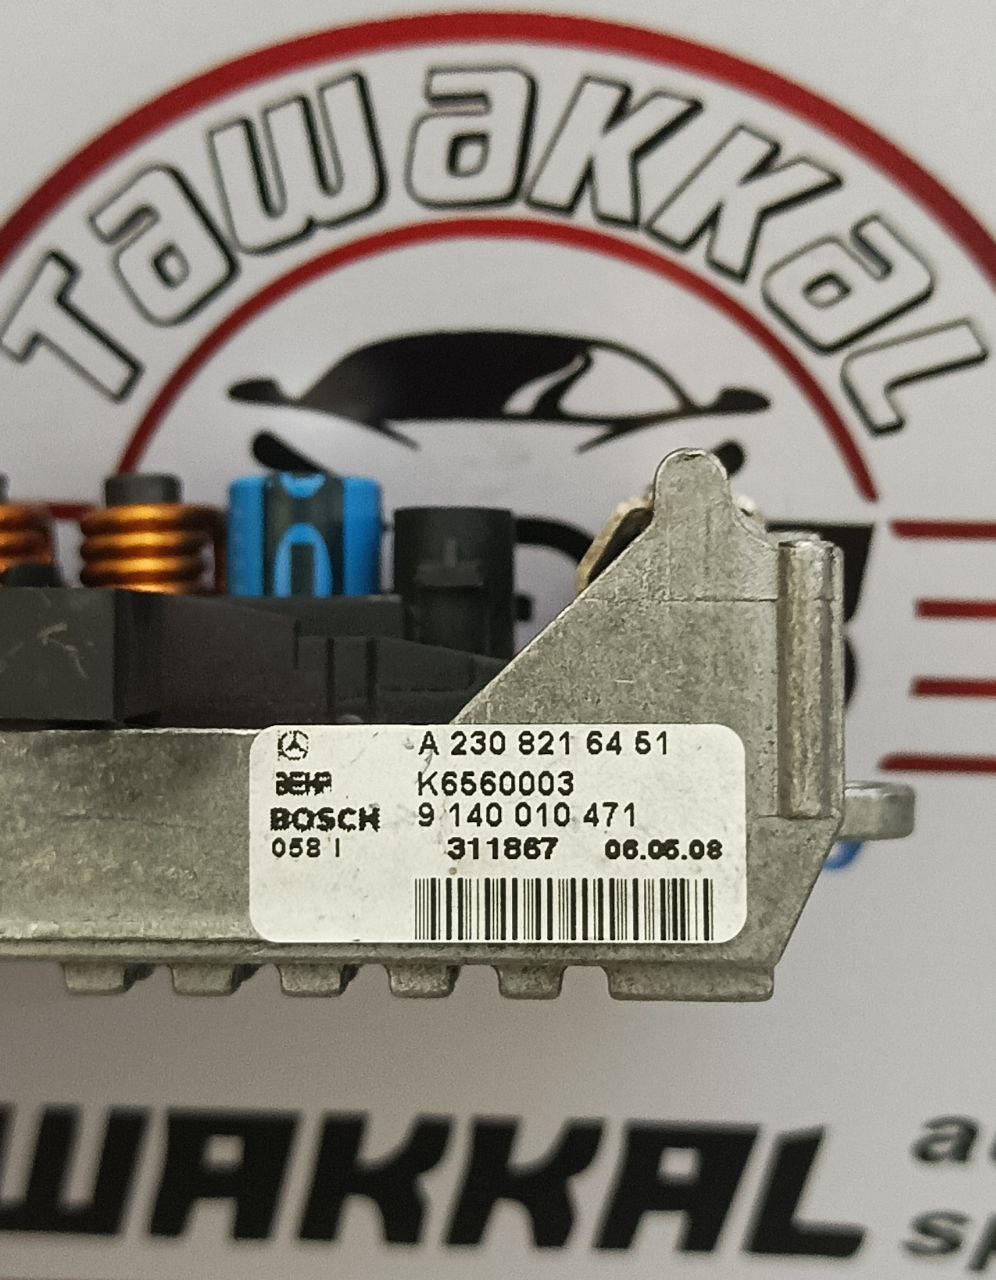 TAWAKKAL
A 230 821 64 51
BEHR K6560003
BOSCH 9 140 010 471
058 I 311867 06.05.08
WAKKAL